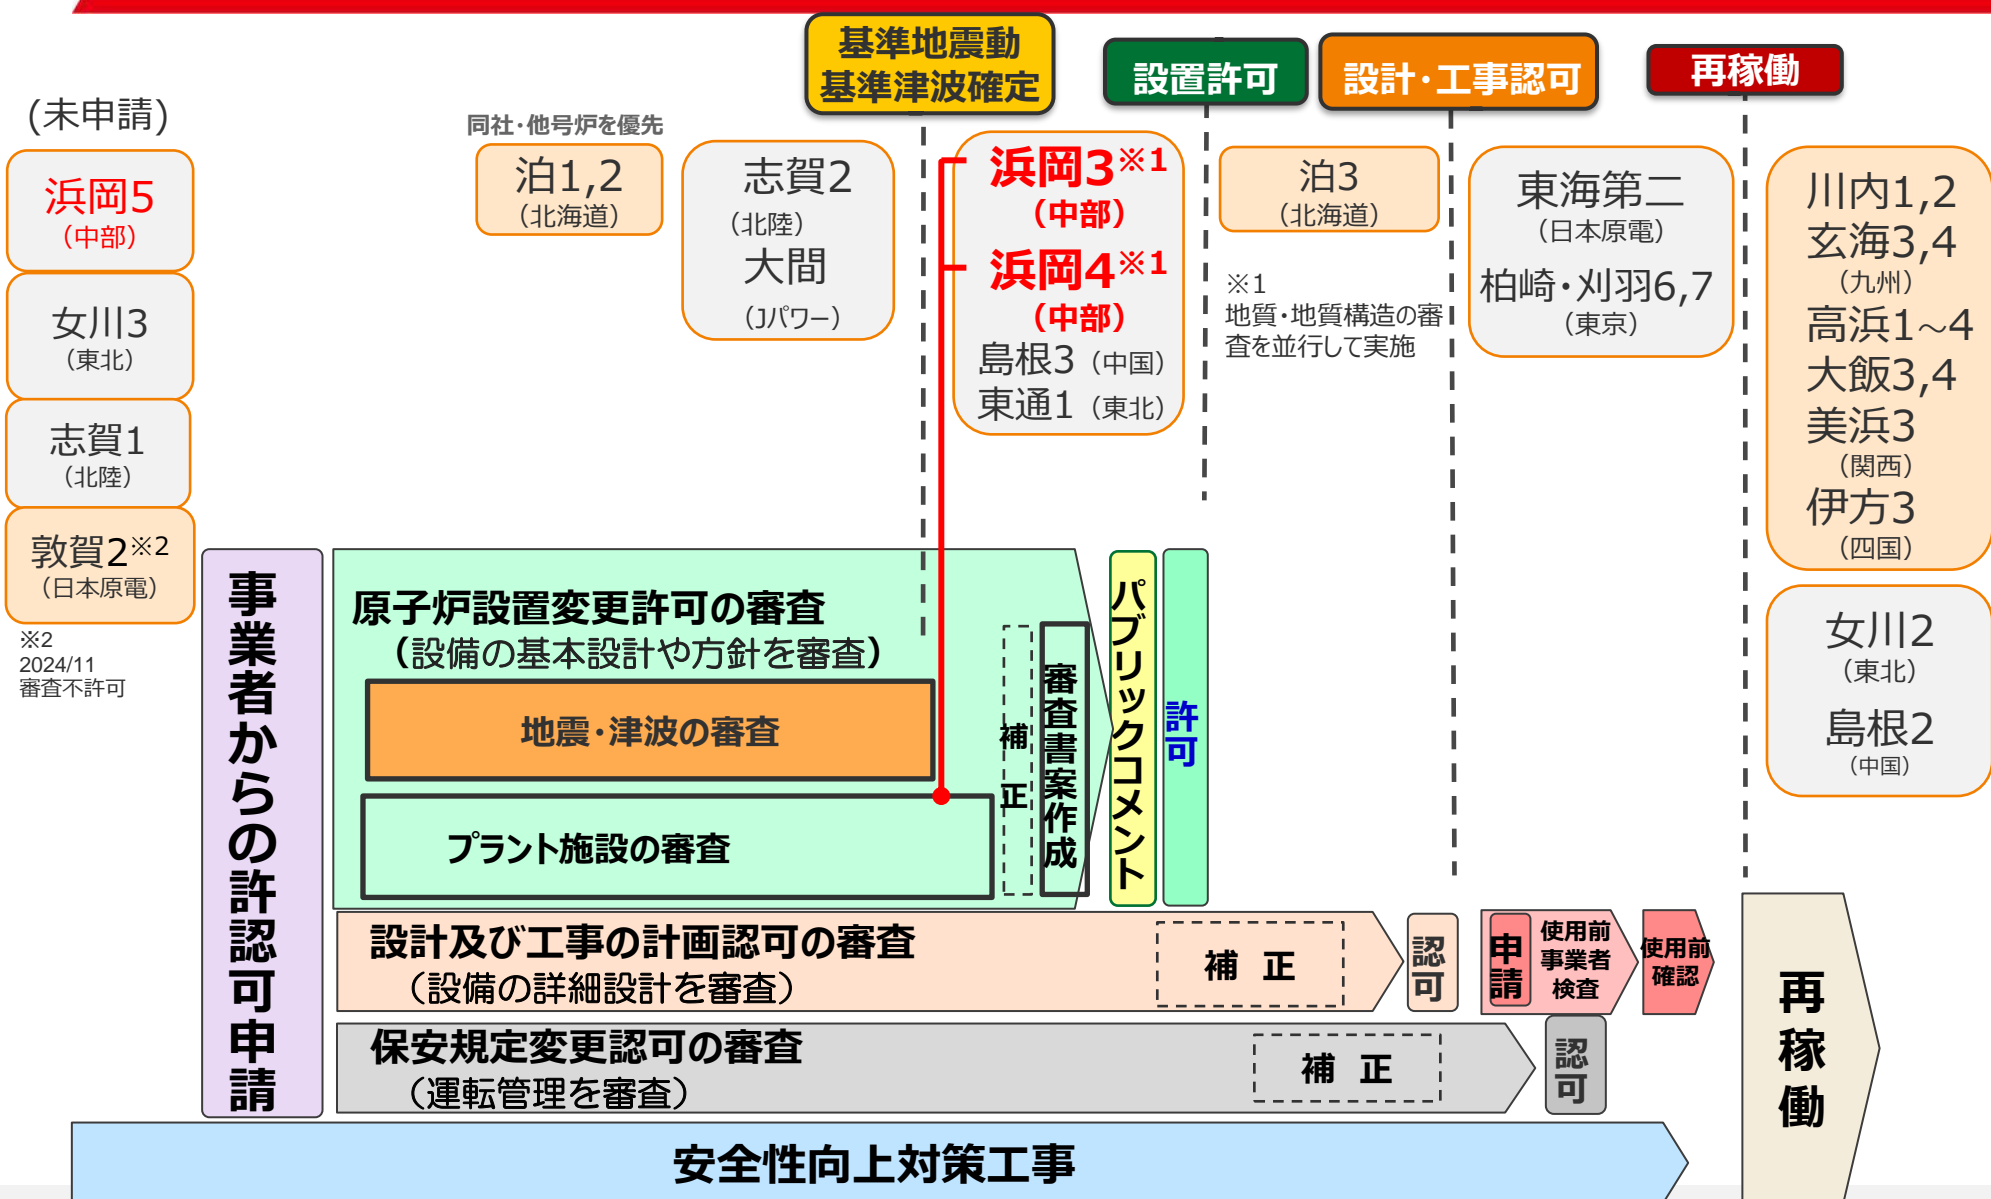 基準地震動
基準津波確定
設置許可
設計・工事認可
再稼働
(未申請)
浜岡5
（中部）
女川3
（東北）
志賀1
（北陸）
敦賀2※2
（日本原電）
※2
2024/11
審査不許可
同社・他号炉を優先
泊1,2
（北海道）
志賀2
（北陸）
大間
（Jパワー）
浜岡3※1
（中部）
浜岡4※1
（中部）
島根3（中国）
東通1（東北）
泊3
（北海道）
※1
地質・地質構造の審
査を並行して実施
東海第二
（日本原電）
柏崎・刈羽6,7
（東京）
川内1,2
玄海3,4
（九州）
高浜1～4
大飯3,4
美浜3
（関西）
伊方3
（四国）
女川2
（東北）
島根2
（中国）
事業者からの許認可申請
原子炉設置変更許可の審査
（設備の基本設計や方針を審査）
地震・津波の審査
プラント施設の審査
補正
審査書案作成
パブリックコメント
許可
設計及び工事の計画認可の審査
（設備の詳細設計を審査）
補 正
認可
申請
使用前
事業者
検査
使用前
確認
保安規定変更認可の審査
（運転管理を審査）
補 正
認可
再稼働
安全性向上対策工事